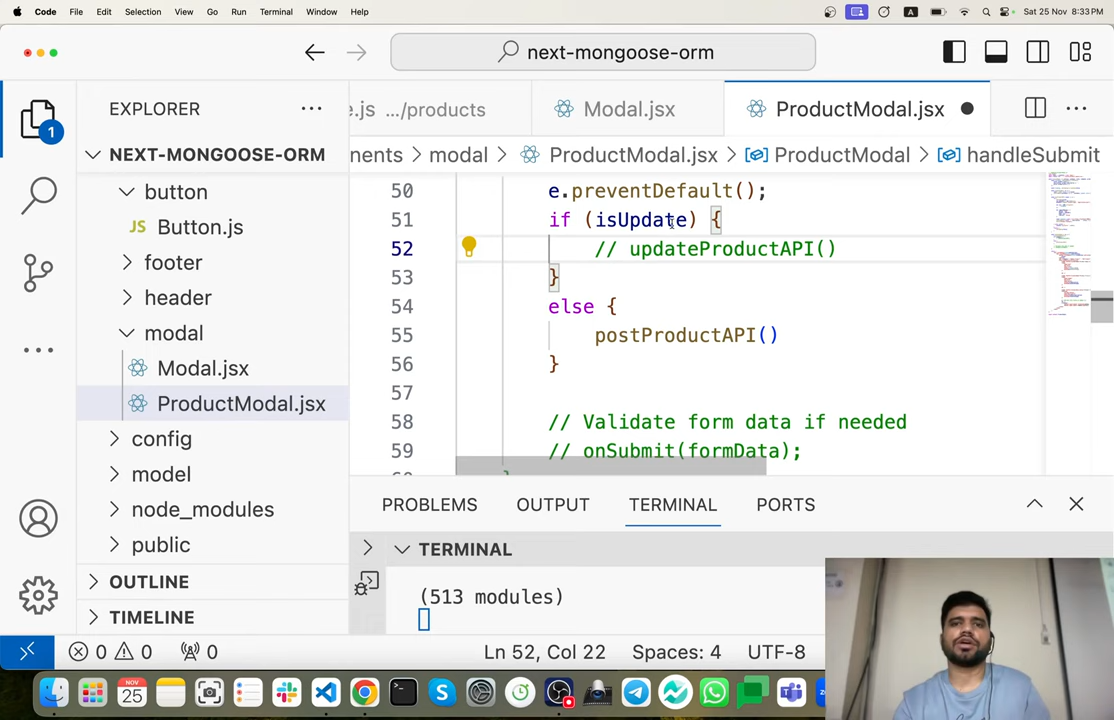 Code File Edit Selection View Go Run Terminal Window Help A Sat 25 Nov 8:33 PM
next-mongoose-orm
1
EXPLORER
NEXT-MONGOOSE-ORM
button
JS Button.js
footer
header
modal
Modal.jsx
ProductModal.jsx
config
model
node_modules
public
OUTLINE
TIMELINE
e.js .../products Modal.jsx ProductModal.jsx
nents > modal > ProductModal.jsx > ProductModal > handleSubmit
50 e.preventDefault();
51 if (isUpdate) {
52 // updateProductAPI()
53 }
54 else {
55 postProductAPI()
56 }
57
58 // Validate form data if needed
59 // onSubmit(formData);
PROBLEMS OUTPUT TERMINAL PORTS
TERMINAL
(513 modules)
0 0 0 Ln 52, Col 22 Spaces: 4 UTF-8
NOV 25